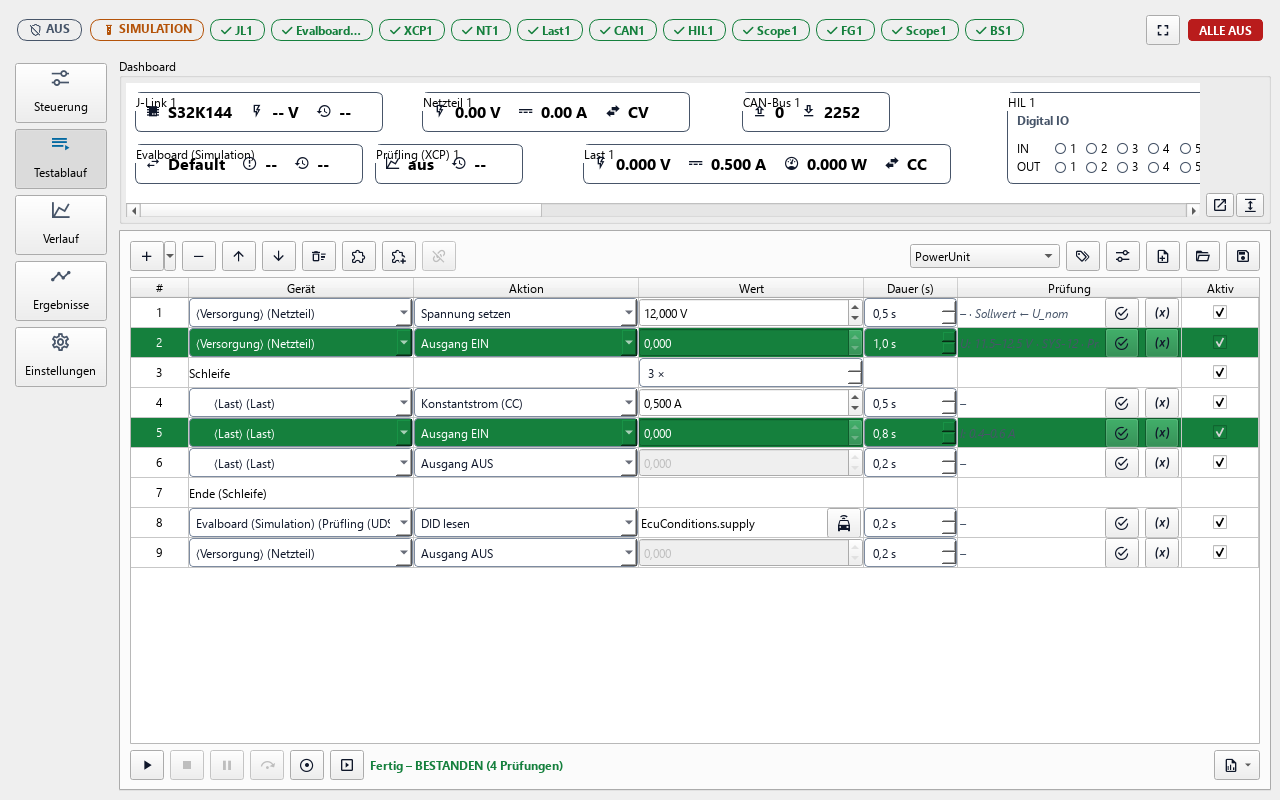 AUS SIMULATION JL1 Evalboard... XCP1 NT1 Last1 CAN1 HIL1 Scope1 FG1 Scope1 BS1 ALLE AUS
Dashboard
Steuerung
Testablauf
Verlauf
Ergebnisse
Einstellungen
J-Link 1
S32K144 -- V --
Netzteil 1
0.00 V 0.00 A CV
CAN-Bus 1
0 2252
HIL 1
Digital IO
IN 1 2 3 4 5
OUT 1 2 3 4 5
Evalboard (Simulation)
Default -- --
Prüfling (XCP) 1
aus --
Last 1
0.000 V 0.500 A 0.000 W CC
PowerUnit
# Gerät Aktion Wert Dauer (s) Prüfung Aktiv
1 (Versorgung) (Netzteil) Spannung setzen 12,000 V 0,5 s – · Sollwert ← U_nom (x)
2 (Versorgung) (Netzteil) Ausgang EIN 0,000 1,0 s (x)
3 Schleife 3 ×
4 (Last) (Last) Konstantstrom (CC) 0,500 A 0,5 s – (x)
5 (Last) (Last) Ausgang EIN 0,000 0,8 s (x)
6 (Last) (Last) Ausgang AUS 0,000 0,2 s – (x)
7 Ende (Schleife)
8 Evalboard (Simulation) (Prüfling (UDS DID lesen EcuConditions.supply 0,2 s – (x)
9 (Versorgung) (Netzteil) Ausgang AUS 0,000 0,2 s – (x)
Fertig – BESTANDEN (4 Prüfungen)